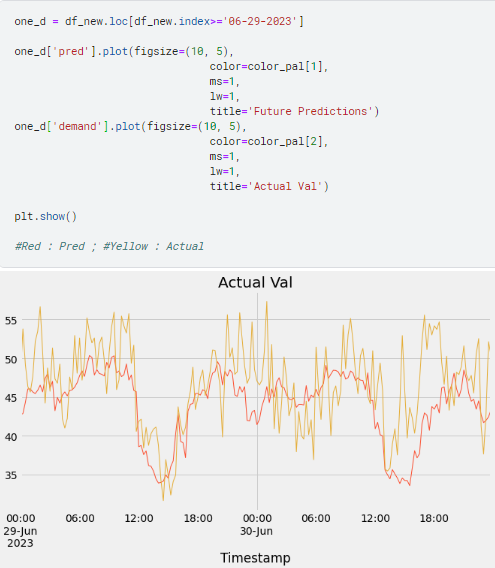 one_d = df_new.loc[df_new.index>='06-29-2023']
one_d['pred'].plot(figsize=(10, 5),
color=color_pal[1],
ms=1,
lw=1,
title='Future Predictions')
one_d['demand'].plot(figsize=(10, 5),
color=color_pal[2],
ms=1,
lw=1,
title='Actual Val')
plt.show()
#Red : Pred ; #Yellow : Actual
Actual Val
55
50
45
40
35
00:00 06:00 12:00 18:00 00:00 06:00 12:00 18:00
29-Jun 30-Jun
2023
Timestamp